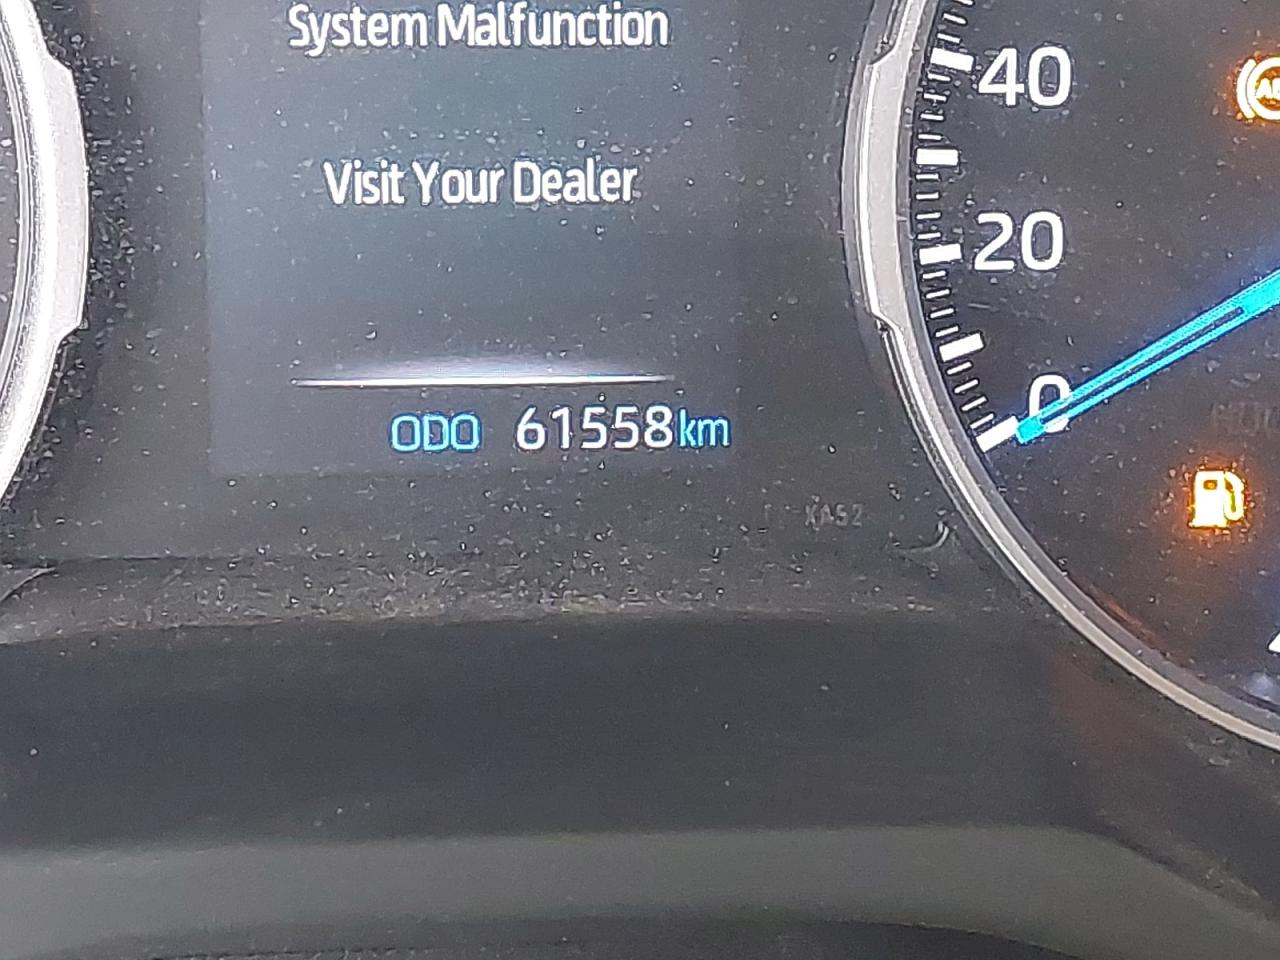 System Malfunction
Visit Your Dealer
ODO 61558km
40
20
0